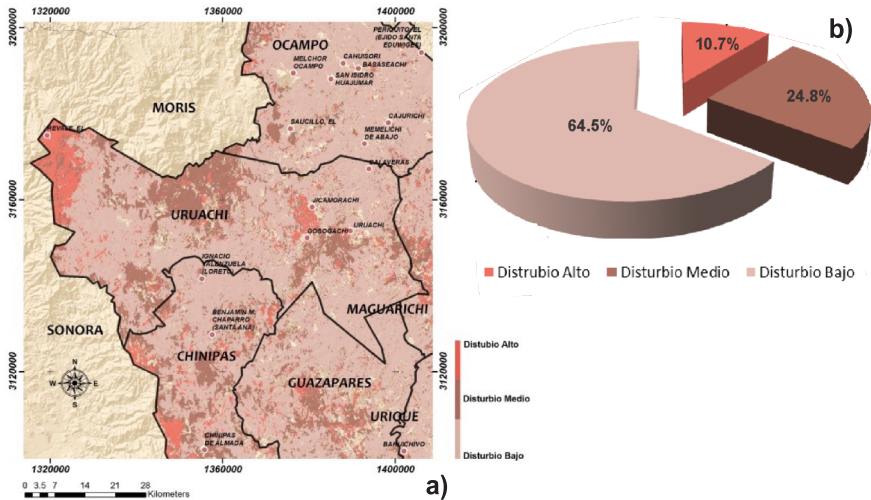 1320000
1360000
1400000
3200000
3200000
PERIQUITO, EL
(EJIDO SANTA
EDUWIGES)
OCAMPO
MELCHOR
OCAMPO
CAHUISORI
BASASEACHI
SAN ISIDRO
HUAJUMAR
MORIS
SAUCILLO, EL
CAJURICHI
MEMELICHI
DE ABAJO
REVALE, EL
CALAVERAS
3160000
3160000
JICAMORACHI
URUACHI
URUACHI
GOSOGACHI
IGNACIO
VALENZUELA
(LORETO)
MAGUARICHI
BENJAMIN M.
CHAPARRO
(SANTA ANA)
SONORA
CHINIPAS
N
W
E
S
3120000
3120000
GUAZAPARES
URIQUE
CHINIPAS
DE ALMADA
BAHUICHIVO
1320000
1360000
1400000
0 3.5 7 14 21 28
Kilometers
a)
Distubio Alto
Disturbio Medio
Disturbio Bajo
b)
10.7%
24.8%
64.5%
Distrubio Alto
Disturbio Medio
Disturbio Bajo